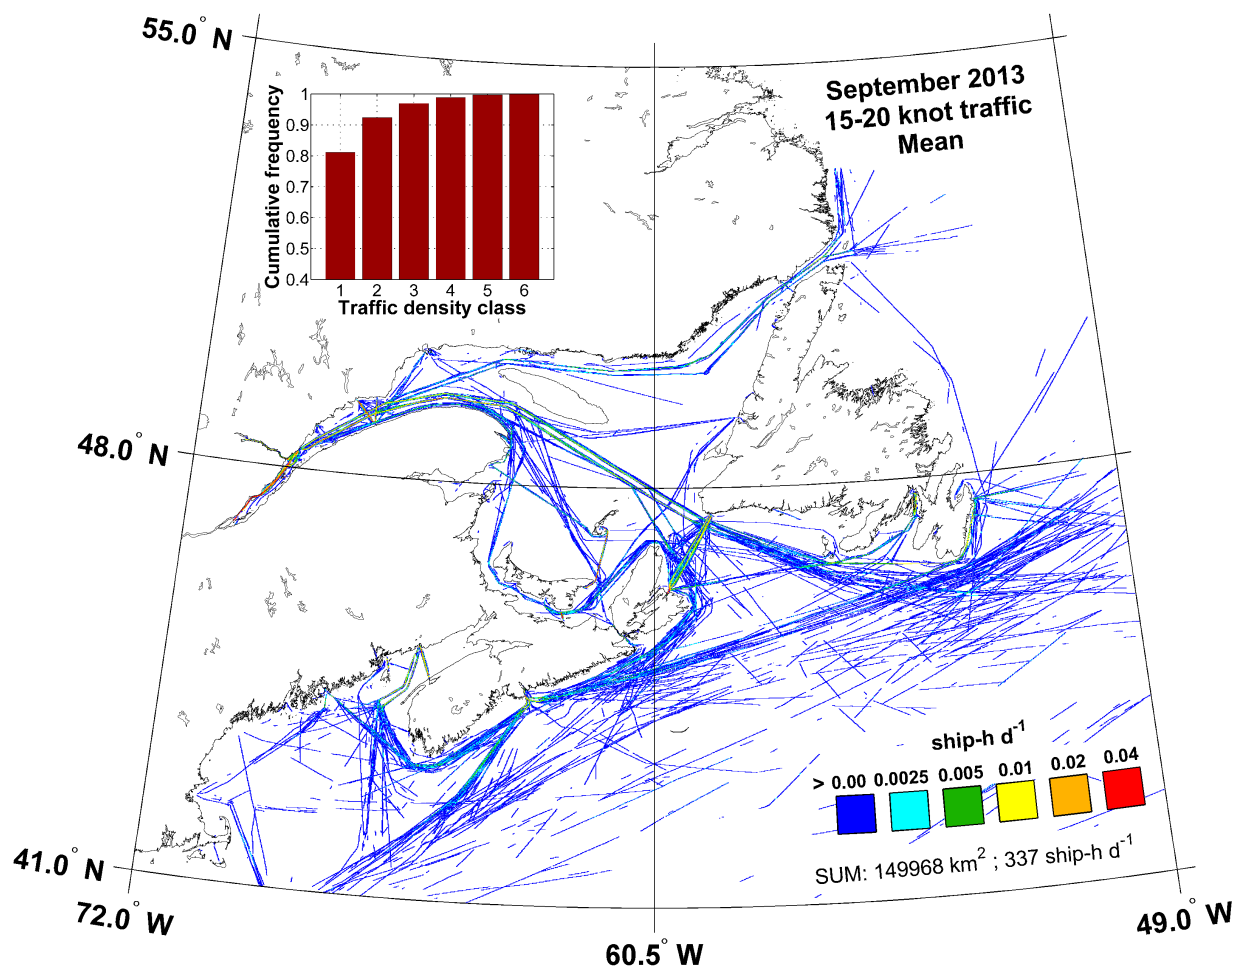 55.0° N
September 2013
15-20 knot traffic
Mean
Cumulative frequency
1
0.9
0.8
0.7
0.6
0.5
0.4
1 2 3 4 5 6
Traffic density class
48.0° N
ship-h d-1
> 0.00 0.0025 0.005 0.01 0.02 0.04
SUM: 149968 km2 ; 337 ship-h d-1
41.0° N
72.0° W
60.5° W
49.0° W